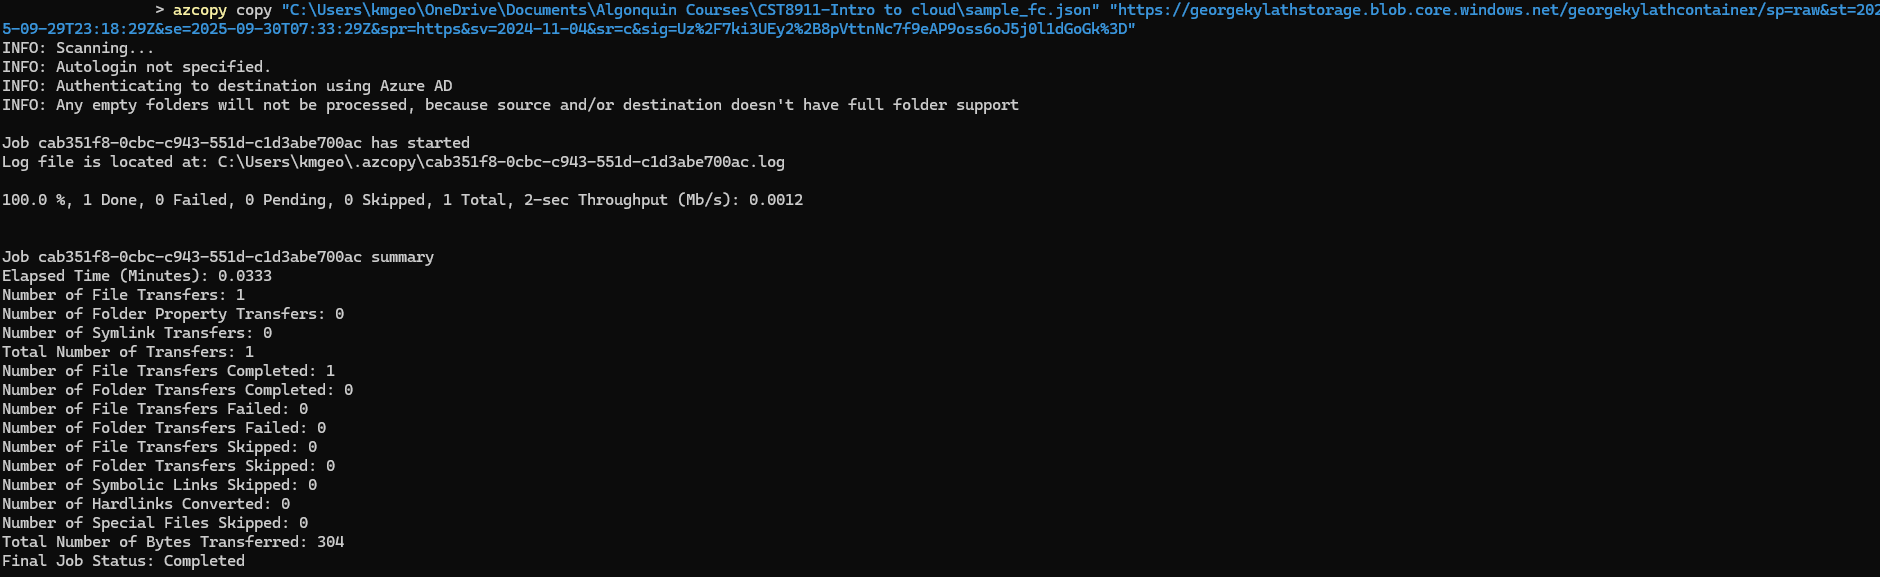 > azcopy copy "C:\Users\kmgeo\OneDrive\Documents\Algonquin Courses\CST8911-Intro to cloud\sample_fc.json" "https://georgekylathstorage.blob.core.windows.net/georgekylathcontainer/sp=raw&st=202
5-09-29T23:18:29Z&se=2025-09-30T07:33:29Z&spr=https&sv=2024-11-04&sr=c&sig=Uz%2F7ki3UEy2%2B8pVttnNc7f9eAP9oss6oJ5j0l1dGoGk%3D"
INFO: Scanning...
INFO: Autologin not specified.
INFO: Authenticating to destination using Azure AD
INFO: Any empty folders will not be processed, because source and/or destination doesn't have full folder support
Job cab351f8-0cbc-c943-551d-c1d3abe700ac has started
Log file is located at: C:\Users\kmgeo\.azcopy\cab351f8-0cbc-c943-551d-c1d3abe700ac.log
100.0 %, 1 Done, 0 Failed, 0 Pending, 0 Skipped, 1 Total, 2-sec Throughput (Mb/s): 0.0012
Job cab351f8-0cbc-c943-551d-c1d3abe700ac summary
Elapsed Time (Minutes): 0.0333
Number of File Transfers: 1
Number of Folder Property Transfers: 0
Number of Symlink Transfers: 0
Total Number of Transfers: 1
Number of File Transfers Completed: 1
Number of Folder Transfers Completed: 0
Number of File Transfers Failed: 0
Number of Folder Transfers Failed: 0
Number of File Transfers Skipped: 0
Number of Folder Transfers Skipped: 0
Number of Symbolic Links Skipped: 0
Number of Hardlinks Converted: 0
Number of Special Files Skipped: 0
Total Number of Bytes Transferred: 304
Final Job Status: Completed